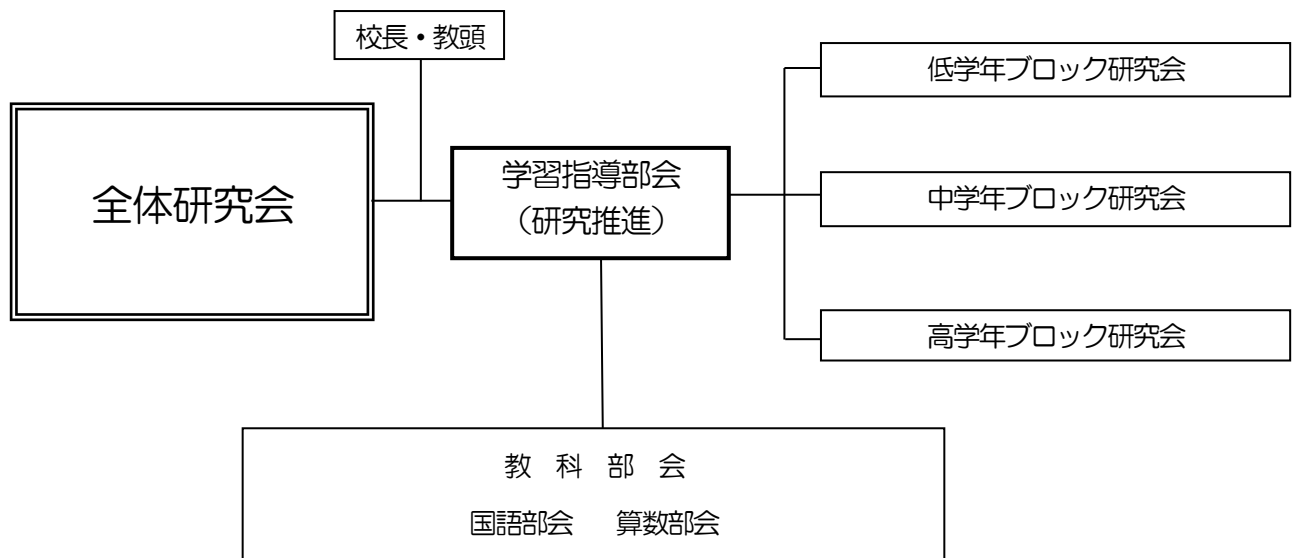 校長・教頭
低学年ブロック研究会
全体研究会
学習指導部会
（研究推進）
中学年ブロック研究会
高学年ブロック研究会
教　科　部　会
国語部会　　算数部会